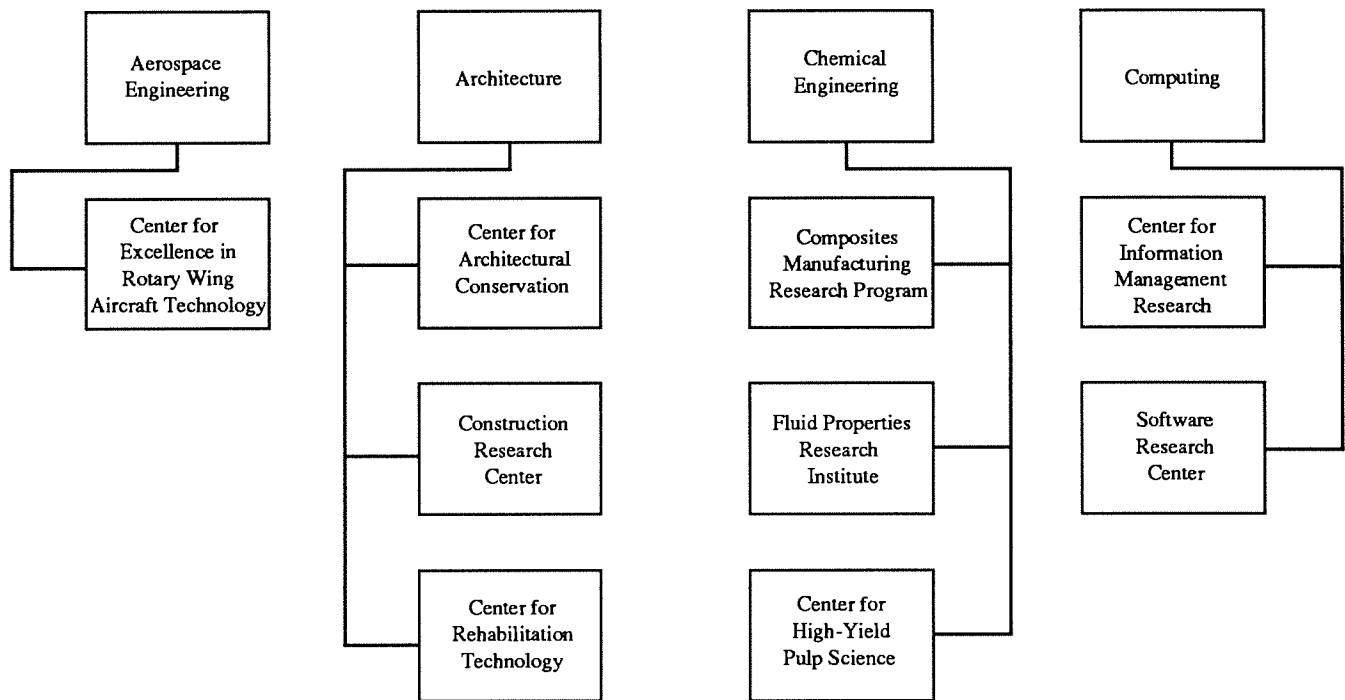 Aerospace
Engineering
Architecture
Chemical
Engineering
Computing
Center for
Excellence in
Rotary Wing
Aircraft Technology
Center for
Architectural
Conservation
Composites
Manufacturing
Research Program
Center for
Information
Management
Research
Construction
Research
Center
Fluid Properties
Research
Institute
Software
Research
Center
Center for
Rehabilitation
Technology
Center for
High-Yield
Pulp Science